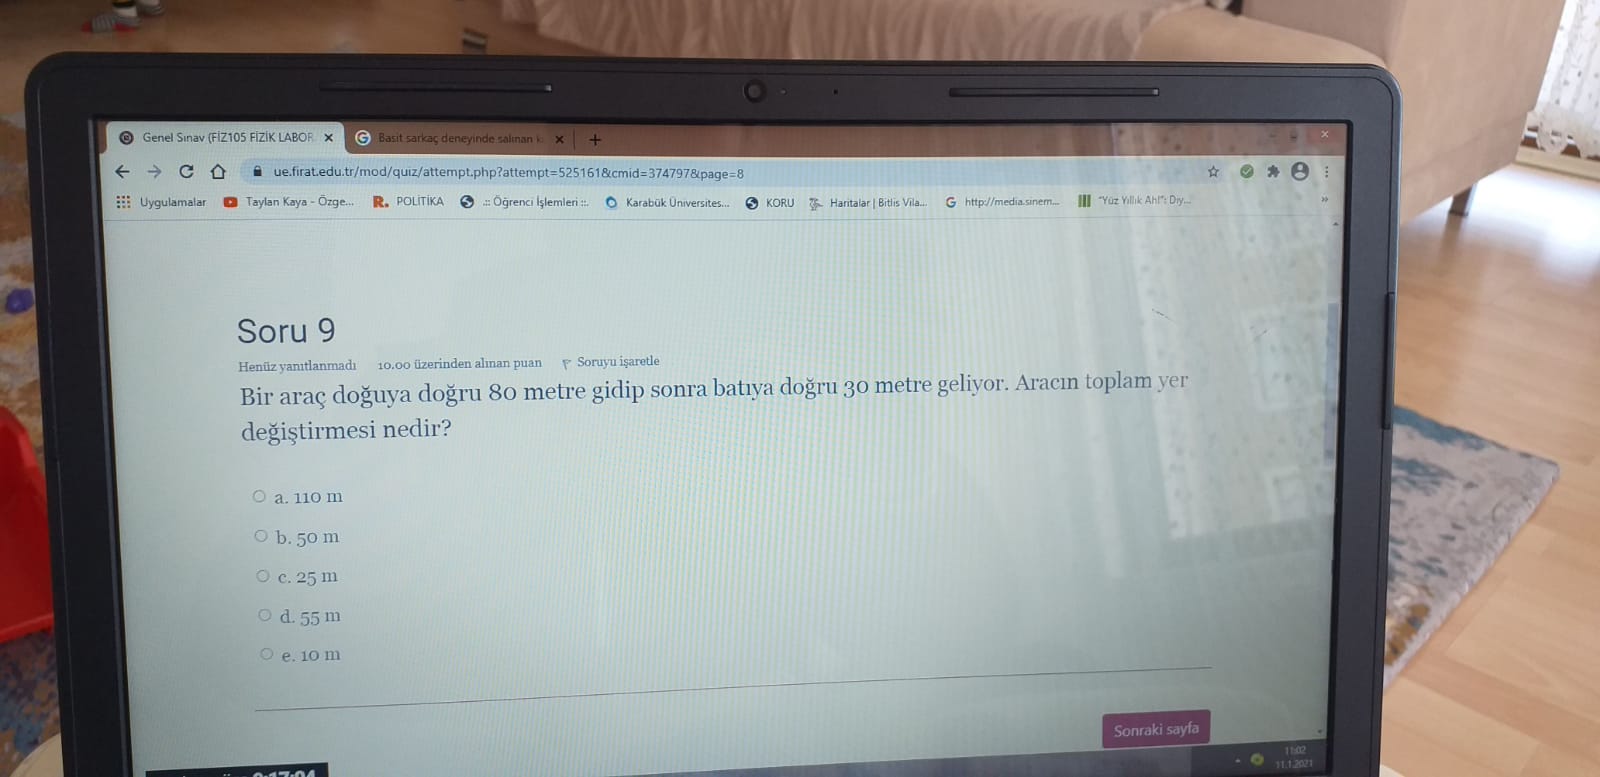 Genel Sınav (FİZ105 FİZİK LABOR
Basit sarkaç deneyinde salınan k
ue.firat.edu.tr/mod/quiz/attempt.php?attempt=525161&cmid=374797&page=8
Uygulamalar Taylan Kaya - Özge... R. POLİTİKA .:: Öğrenci İşlemleri ::. Karabük Üniversites... KORU Haritalar | Bitlis Vila... http://media.sinem... "Yüz Yıllık Ah!": Diy... »
Soru 9
Henüz yanıtlanmadı 10.00 üzerinden alınan puan Soruyu işaretle
Bir araç doğuya doğru 80 metre gidip sonra batıya doğru 30 metre geliyor. Aracın toplam yer
değiştirmesi nedir?
a. 110 m
b. 50 m
c. 25 m
d. 55 m
e. 10 m
Sonraki sayfa
11:02
11.1.2021